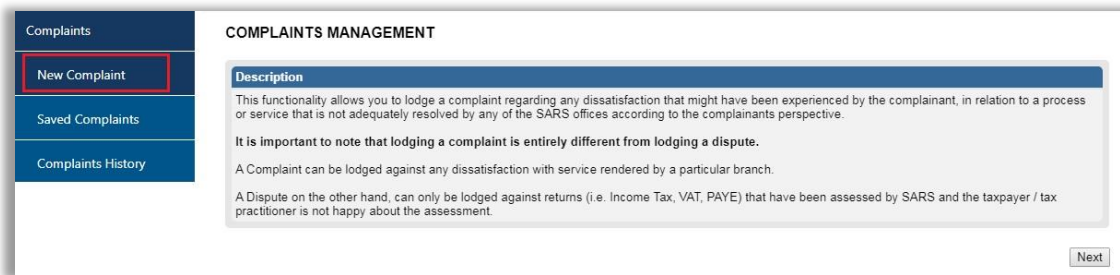 Complaints
New Complaint
Saved Complaints
Complaints History
COMPLAINTS MANAGEMENT
Description
This functionality allows you to lodge a complaint regarding any dissatisfaction that might have been experienced by the complainant, in relation to a process
or service that is not adequately resolved by any of the SARS offices according to the complainants perspective.
It is important to note that lodging a complaint is entirely different from lodging a dispute.
A Complaint can be lodged against any dissatisfaction with service rendered by a particular branch.
A Dispute on the other hand, can only be lodged against returns (i.e. Income Tax, VAT, PAYE) that have been assessed by SARS and the taxpayer / tax
practitioner is not happy about the assessment.
Next